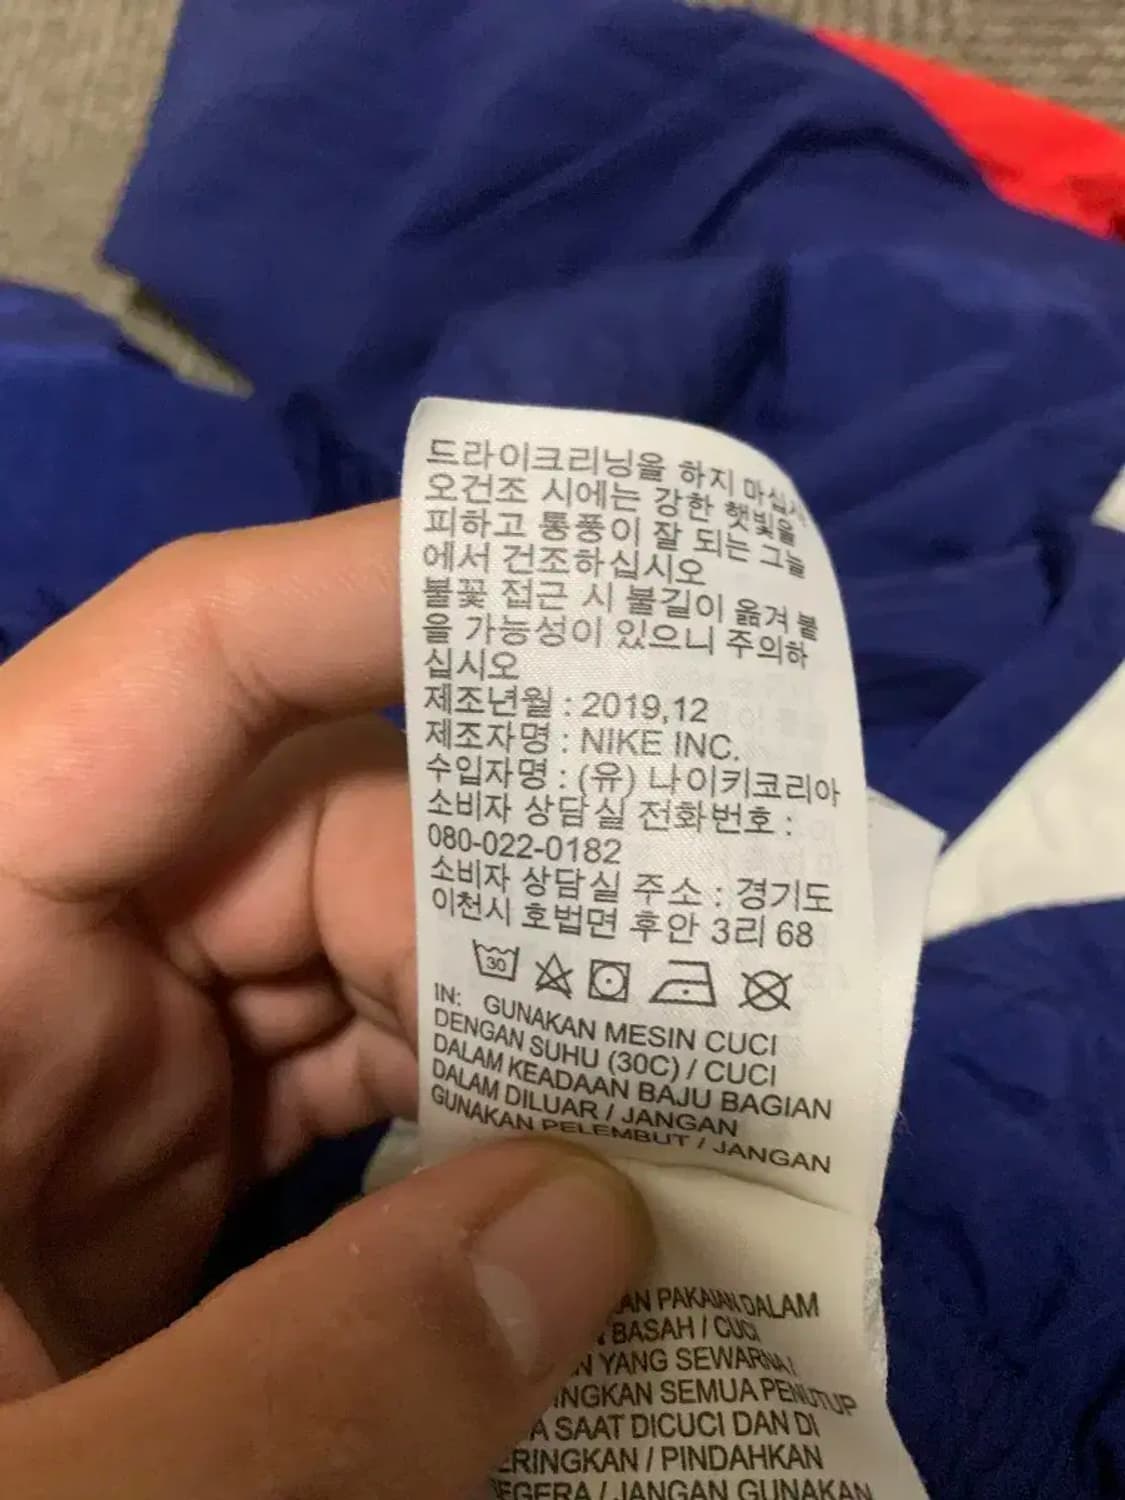 드라이크리닝을 하지 마십시
오건조 시에는 강한 햇빛을
피하고 통풍이 잘 되는 그늘
에서 건조하십시오
불꽃 접근 시 불길이 옮겨 붙
을 가능성이 있으니 주의하
십시오
제조년월 : 2019,12
제조자명 : NIKE INC.
수입자명 : (유) 나이키코리아
소비자 상담실 전화번호 :
080-022-0182
소비자 상담실 주소 : 경기도
이천시 호법면 후안 3리 68
30
IN: GUNAKAN MESIN CUCI
DENGAN SUHU (30C) / CUCI
DALAM KEADAAN BAJU BAGIAN
DALAM DILUAR / JANGAN
GUNAKAN PELEMBUT / JANGAN
PAKAIAN DALAM
BASAH / CUCI
YANG SEWARNA/
SEMUA PENUTUP
SAAT DICUCI DAN DI
/ PINDAHKAN
/ JANGAN GUNAKAN